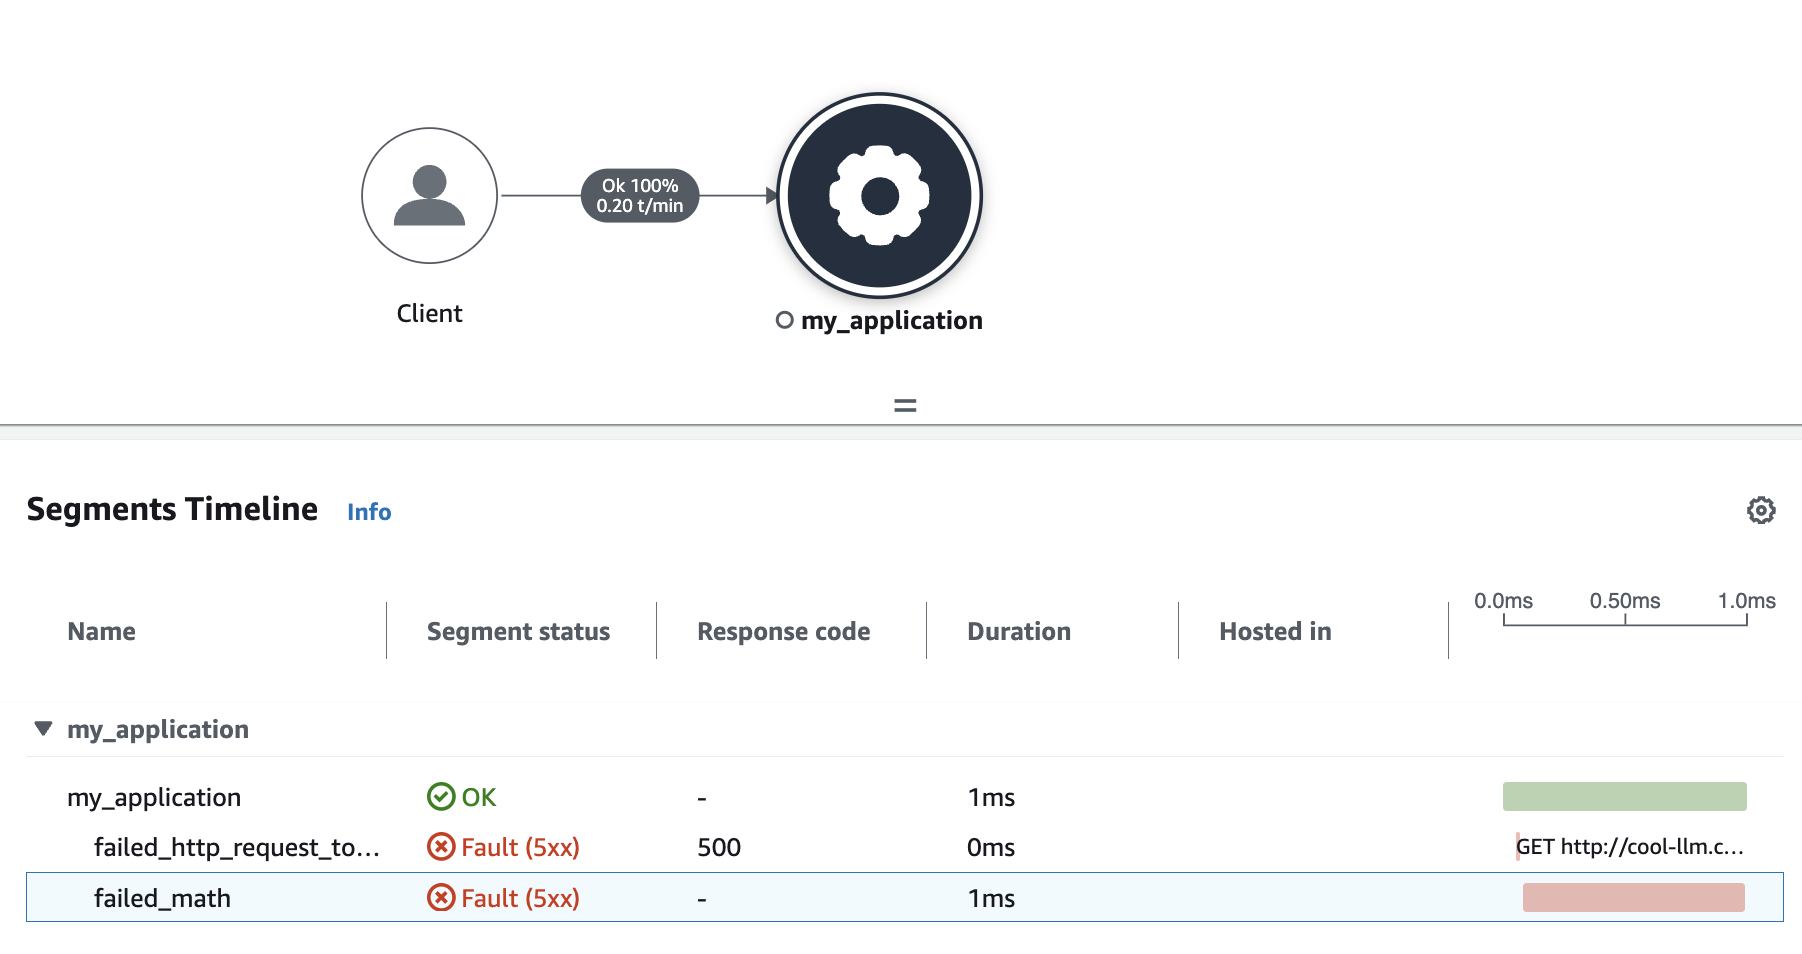 Ok 100%
0.20 t/min
Client
my_application
Segments Timeline Info
0.0ms 0.50ms 1.0ms
Name Segment status Response code Duration Hosted in
my_application
my_application OK - 1ms
failed_http_request_to... Fault (5xx) 500 0ms GET http://cool-llm.c...
failed_math Fault (5xx) - 1ms